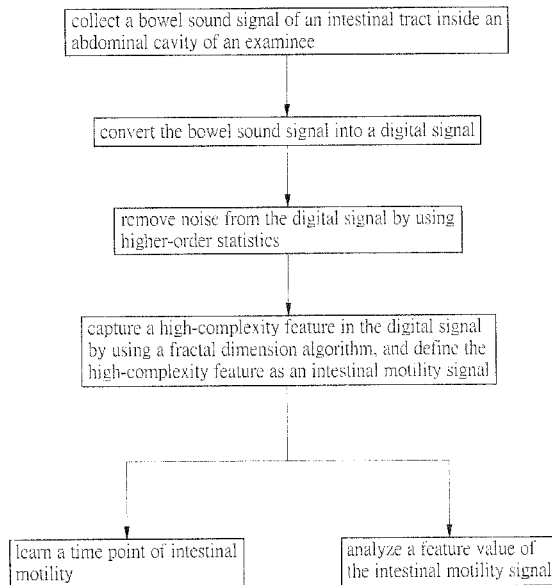 collect a bowel sound signal of an intestinal tract inside an
abdominal cavity of an examinee
convert the bowel sound signal into a digital signal
remove noise from the digital signal by using
higher-order statistics
capture a high-complexity feature in the digital signal
by using a fractal dimension algorithm, and define the
high-complexity feature as an intestinal motility signal
learn a time point of intestinal
motility
analyze a feature value of
the intestinal motility signal